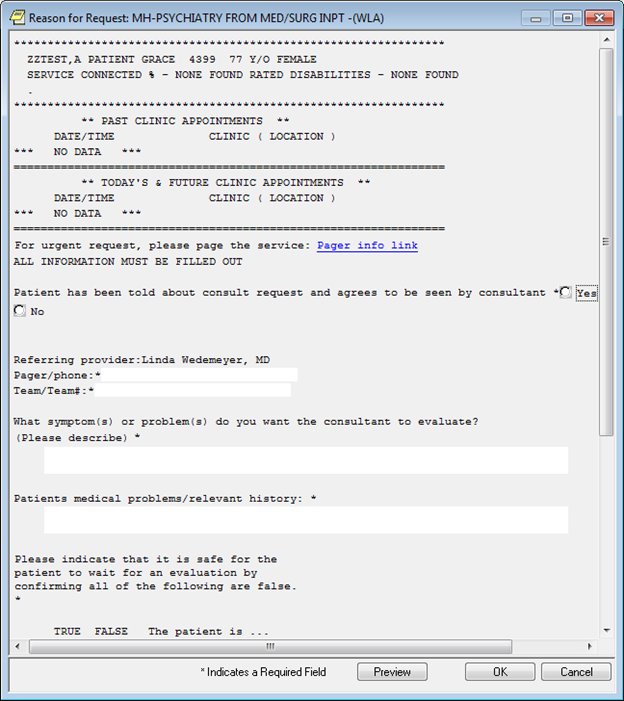 Reason for Request: MH-PSYCHIATRY FROM MED/SURG INPT -(WLA)
****************************************************************
ZZTEST,A PATIENT GRACE 4399 77 Y/O FEMALE
SERVICE CONNECTED % - NONE FOUND RATED DISABILITIES - NONE FOUND
.
****************************************************************
** PAST CLINIC APPOINTMENTS **
DATE/TIME CLINIC ( LOCATION )
*** NO DATA ***
================================================================
** TODAY'S & FUTURE CLINIC APPOINTMENTS **
DATE/TIME CLINIC ( LOCATION )
*** NO DATA ***
================================================================
For urgent request, please page the service: Pager info link
ALL INFORMATION MUST BE FILLED OUT
Patient has been told about consult request and agrees to be seen by consultant * Yes
No
Referring provider:Linda Wedemeyer, MD
Pager/phone:*
Team/Team#:*
What symptom(s) or problem(s) do you want the consultant to evaluate?
(Please describe) *
Patients medical problems/relevant history: *
Please indicate that it is safe for the
patient to wait for an evaluation by
confirming all of the following are false.
*
TRUE FALSE The patient is ...
* Indicates a Required Field Preview OK Cancel